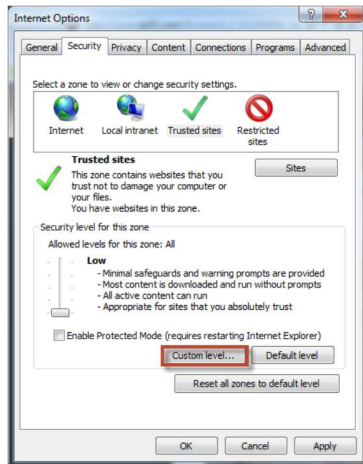 Internet Options
General Security Privacy Content Connections Programs Advanced
Select a zone to view or change security settings.
Internet Local intranet Trusted sites Restricted sites
Trusted sites
Sites
This zone contains websites that you
trust not to damage your computer or
your files.
You have websites in this zone.
Security level for this zone
Allowed levels for this zone: All
Low
- Minimal safeguards and warning prompts are provided
- Most content is downloaded and run without prompts
- All active content can run
- Appropriate for sites that you absolutely trust
Enable Protected Mode (requires restarting Internet Explorer)
Custom level... Default level
Reset all zones to default level
OK Cancel Apply